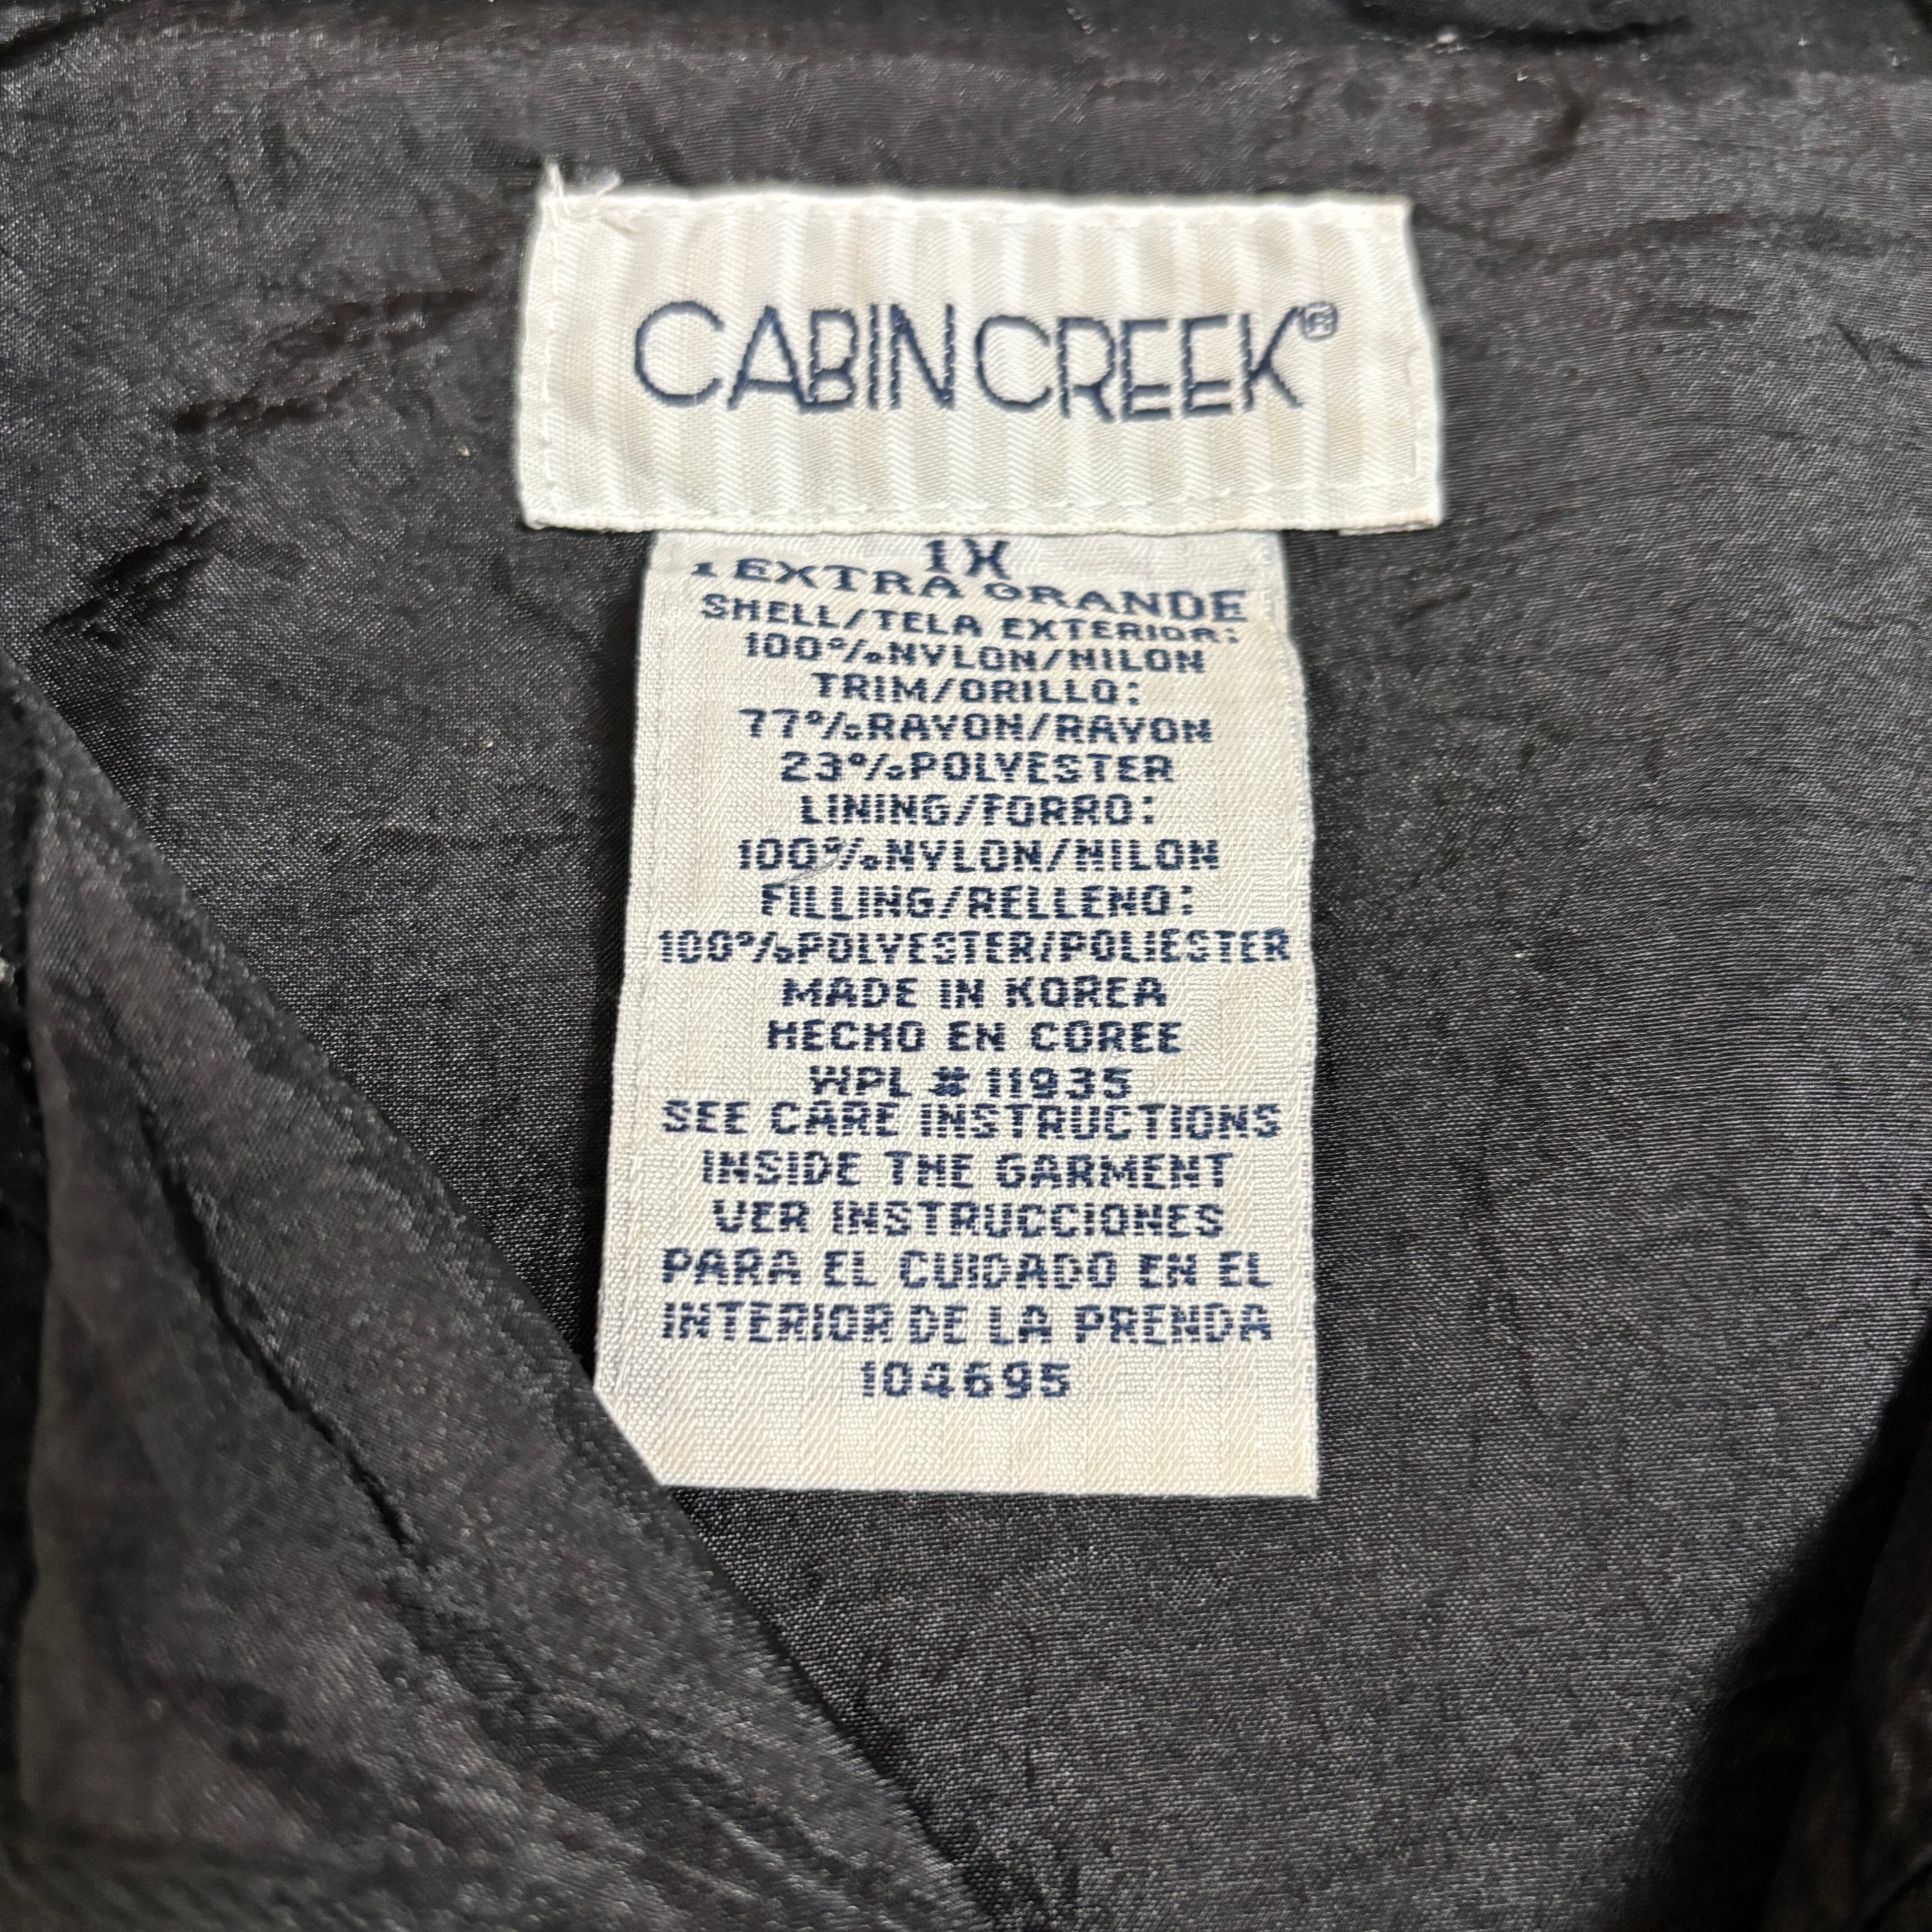 CABIN CREEK®
1X
1 EXTRA GRANDE
SHELL/TELA EXTERIOR:
100%NYLON/NILON
TRIM/ORILLO:
77%RAYON/RAYON
23%POLYESTER
LINING/FORRO:
100%NYLON/NILON
FILLING/RELLENO:
100%POLYESTER/POLIESTER
MADE IN KOREA
HECHO EN COREE
WPL # 11935
SEE CARE INSTRUCTIONS
INSIDE THE GARMENT
VER INSTRUCCIONES
PARA EL CUIDADO EN EL
INTERIOR DE LA PRENDA
104695